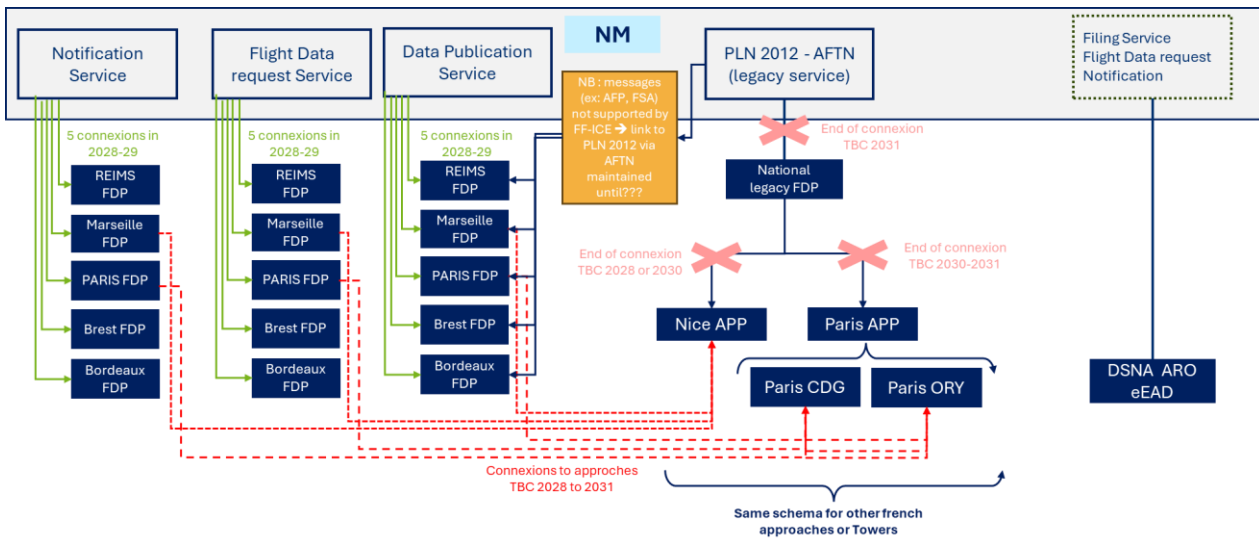 Notification
Service
Flight Data
request Service
Data Publication
Service
NM
PLN 2012 - AFTN
(legacy service)
Filing Service
Flight Data request
Notification
NB : messages
(ex: AFP, FSA)
not supported by
FF-ICE ➔ link to
PLN 2012 via
AFTN
maintained
until???
5 connexions in
2028-29
5 connexions in
2028-29
5 connexions in
2028-29
End of connexion
TBC 2031
REIMS
FDP
Marseille
FDP
PARIS FDP
Brest FDP
Bordeaux
FDP
REIMS
FDP
Marseille
FDP
PARIS FDP
Brest FDP
Bordeaux
FDP
REIMS
FDP
Marseille
FDP
PARIS FDP
Brest FDP
Bordeaux
FDP
National
legacy FDP
End of connexion
TBC 2028 or 2030
End of connexion
TBC 2030-2031
Nice APP
Paris APP
Paris CDG
Paris ORY
DSNA ARO
eEAD
Connexions to approches
TBC 2028 to 2031
Same schema for other french
approaches or Towers